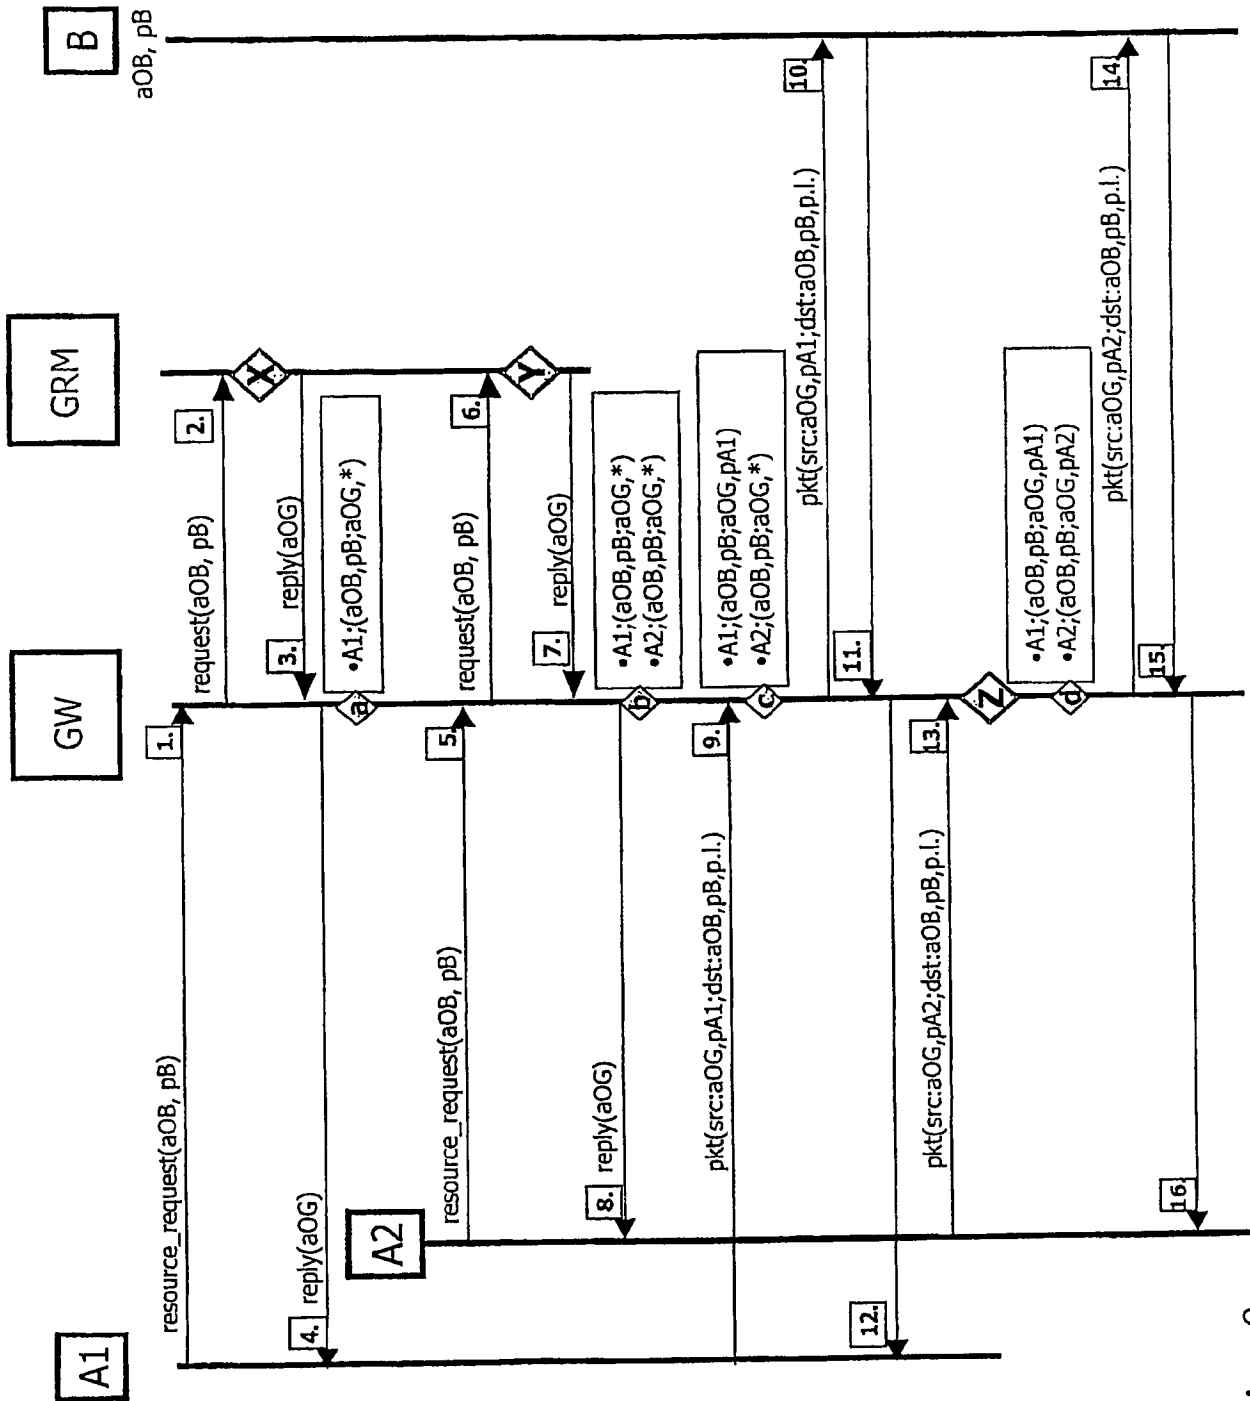 A1
A2
GW
GRM
B
aOB, pB
resource_request(aOB, pB)
1.
request(aOB, pB)
2.
X
3.
reply(aOG)
4.
reply(aOG)
a
•A1;(aOB,pB;aOG,*)
resource_request(aOB, pB)
5.
request(aOB, pB)
6.
Y
7.
reply(aOG)
8.
reply(aOG)
b
•A1;(aOB,pB;aOG,*)
•A2;(aOB,pB;aOG,*)
pkt(src:aOG,pA1;dst:aOB,pB,p.l.)
9.
c
•A1;(aOB,pB;aOG,pA1)
•A2;(aOB,pB;aOG,*)
pkt(src:aOG,pA1;dst:aOB,pB,p.l.)
10.
11.
12.
pkt(src:aOG,pA2;dst:aOB,pB,p.l.)
13.
Z
d
•A1;(aOB,pB;aOG,pA1)
•A2;(aOB,pB;aOG,pA2)
pkt(src:aOG,pA2;dst:aOB,pB,p.l.)
14.
15.
16.